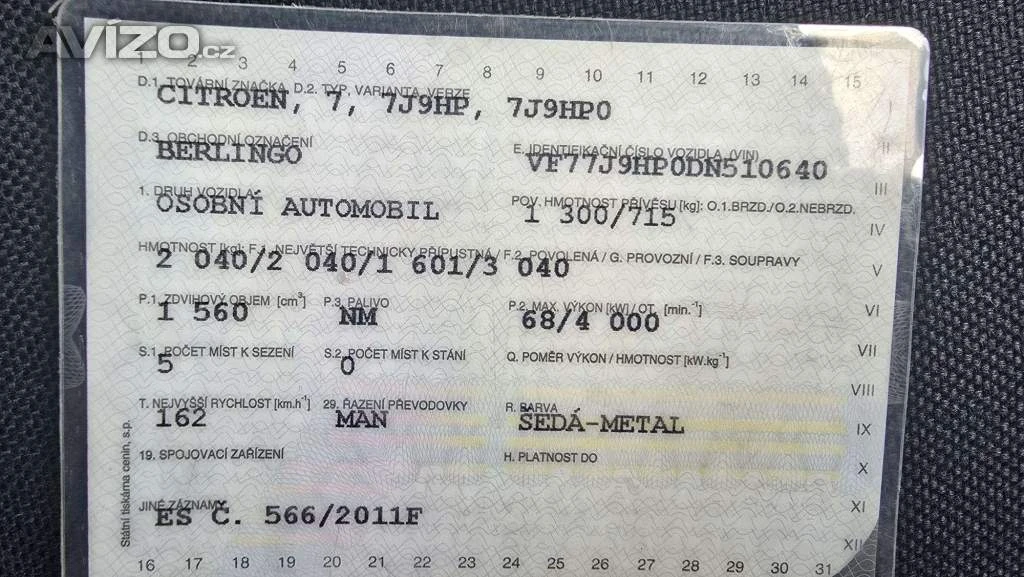 AVÍZO.cz
1 2 3 4 5 6 7 8 9 10 11 12 13 14 15
D.1. TOVÁRNÍ ZNAČKA, D.2. TYP, VARIANTA, VERZE
CITROEN, 7, 7J9HP, 7J9HP0
I
D.3. OBCHODNÍ OZNAČENÍ E. IDENTIFIKAČNÍ ČÍSLO VOZIDLA (VIN)
BERLINGO VF77J9HP0DN510640
II
1. DRUH VOZIDLA POV. HMOTNOST PŘÍVĚSU [kg]: O.1.BRZD./O.2.NEBRZD.
OSOBNÍ AUTOMOBIL 1 300/715
III
IV
HMOTNOST [kg]: F.1. NEJVĚTŠÍ TECHNICKY PŘÍPUSTNÁ / F.2. POVOLENÁ / G. PROVOZNÍ / F.3. SOUPRAVY
2 040/2 040/1 601/3 040
V
P.1. ZDVIHOVÝ OBJEM [cm³] P.3. PALIVO P.2. MAX. VÝKON [kW] / OT. [min.⁻¹]
1 560 NM 68/4 000
VI
S.1. POČET MÍST K SEZENÍ S.2. POČET MÍST K STÁNÍ Q. POMĚR VÝKON / HMOTNOST [kW.kg⁻¹]
5 0
VII
VIII
T. NEJVYŠŠÍ RYCHLOST [km.h⁻¹] 29. ŘAZENÍ PŘEVODOVKY R. BARVA
162 MAN ŠEDÁ-METAL
IX
19. SPOJOVACÍ ZAŘÍZENÍ H. PLATNOST DO
X
JINÉ ZÁZNAMY
ES Č. 566/2011F
XI
XII
16 17 18 19 20 21 22 23 24 25 26 27 28 29 30 31
Státní tiskárna cenin, s.p.